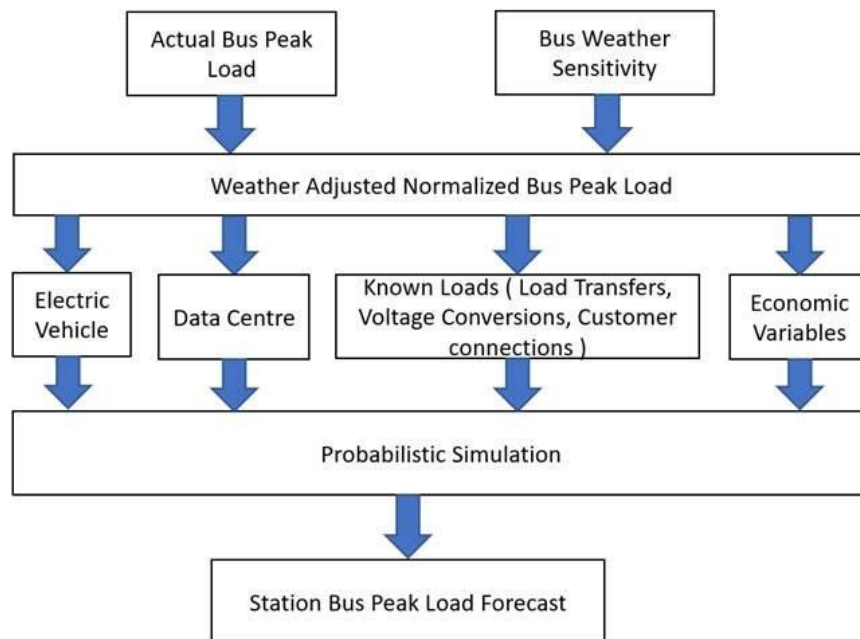 Actual Bus Peak
Load
Bus Weather
Sensitivity
Weather Adjusted Normalized Bus Peak Load
Electric
Vehicle
Data Centre
Known Loads ( Load Transfers,
Voltage Conversions, Customer
connections )
Economic
Variables
Probabilistic Simulation
Station Bus Peak Load Forecast